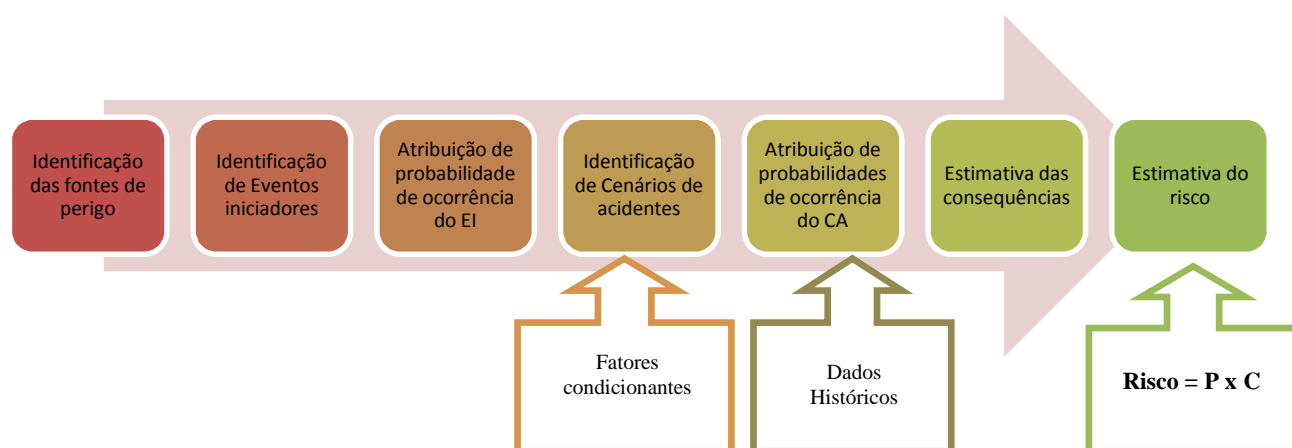 Identificação
das fontes de
perigo
Identificação
de Eventos
iniciadores
Atribuição de
probabilidade
de ocorrência
do EI
Identificação
de Cenários de
acidentes
Atribuição de
probabilidades
de ocorrência
do CA
Estimativa das
consequências
Estimativa do
risco
Fatores
condicionantes
Dados
Históricos
Risco = P x C